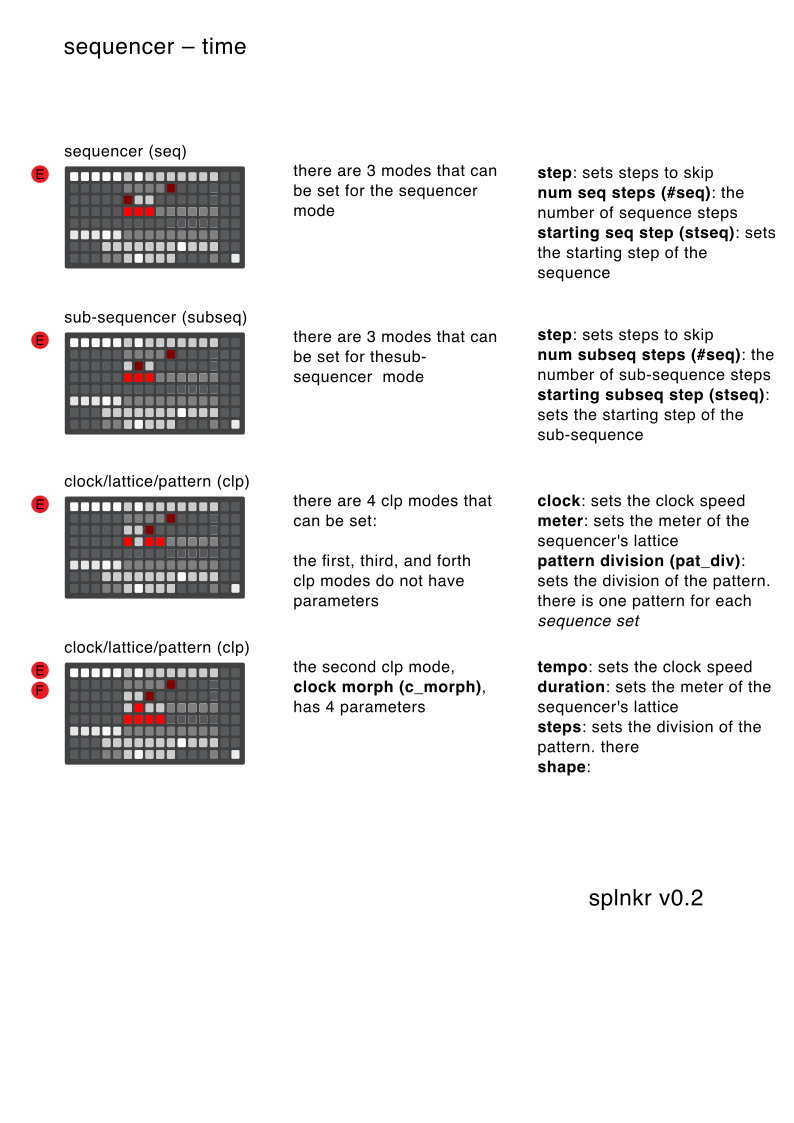 sequencer – time
sequencer (seq)
E
there are 3 modes that can
be set for the sequencer
mode
step: sets steps to skip
num seq steps (#seq): the
number of sequence steps
starting seq step (stseq): sets
the starting step of the
sequence
sub-sequencer (subseq)
E
there are 3 modes that can
be set for thesub-
sequencer  mode
step: sets steps to skip
num subseq steps (#seq): the
number of sub-sequence steps
starting subseq step (stseq):
sets the starting step of the
sub-sequence
clock/lattice/pattern (clp)
E
there are 4 clp modes that
can be set:
the first, third, and forth
clp modes do not have
parameters
clock: sets the clock speed
meter: sets the meter of the
sequencer's lattice
pattern division (pat_div):
sets the division of the pattern.
there is one pattern for each
sequence set
clock/lattice/pattern (clp)
E
F
the second clp mode,
clock morph (c_morph),
has 4 parameters
tempo: sets the clock speed
duration: sets the meter of the
sequencer's lattice
steps: sets the division of the
pattern. there
shape:
splnkr v0.2